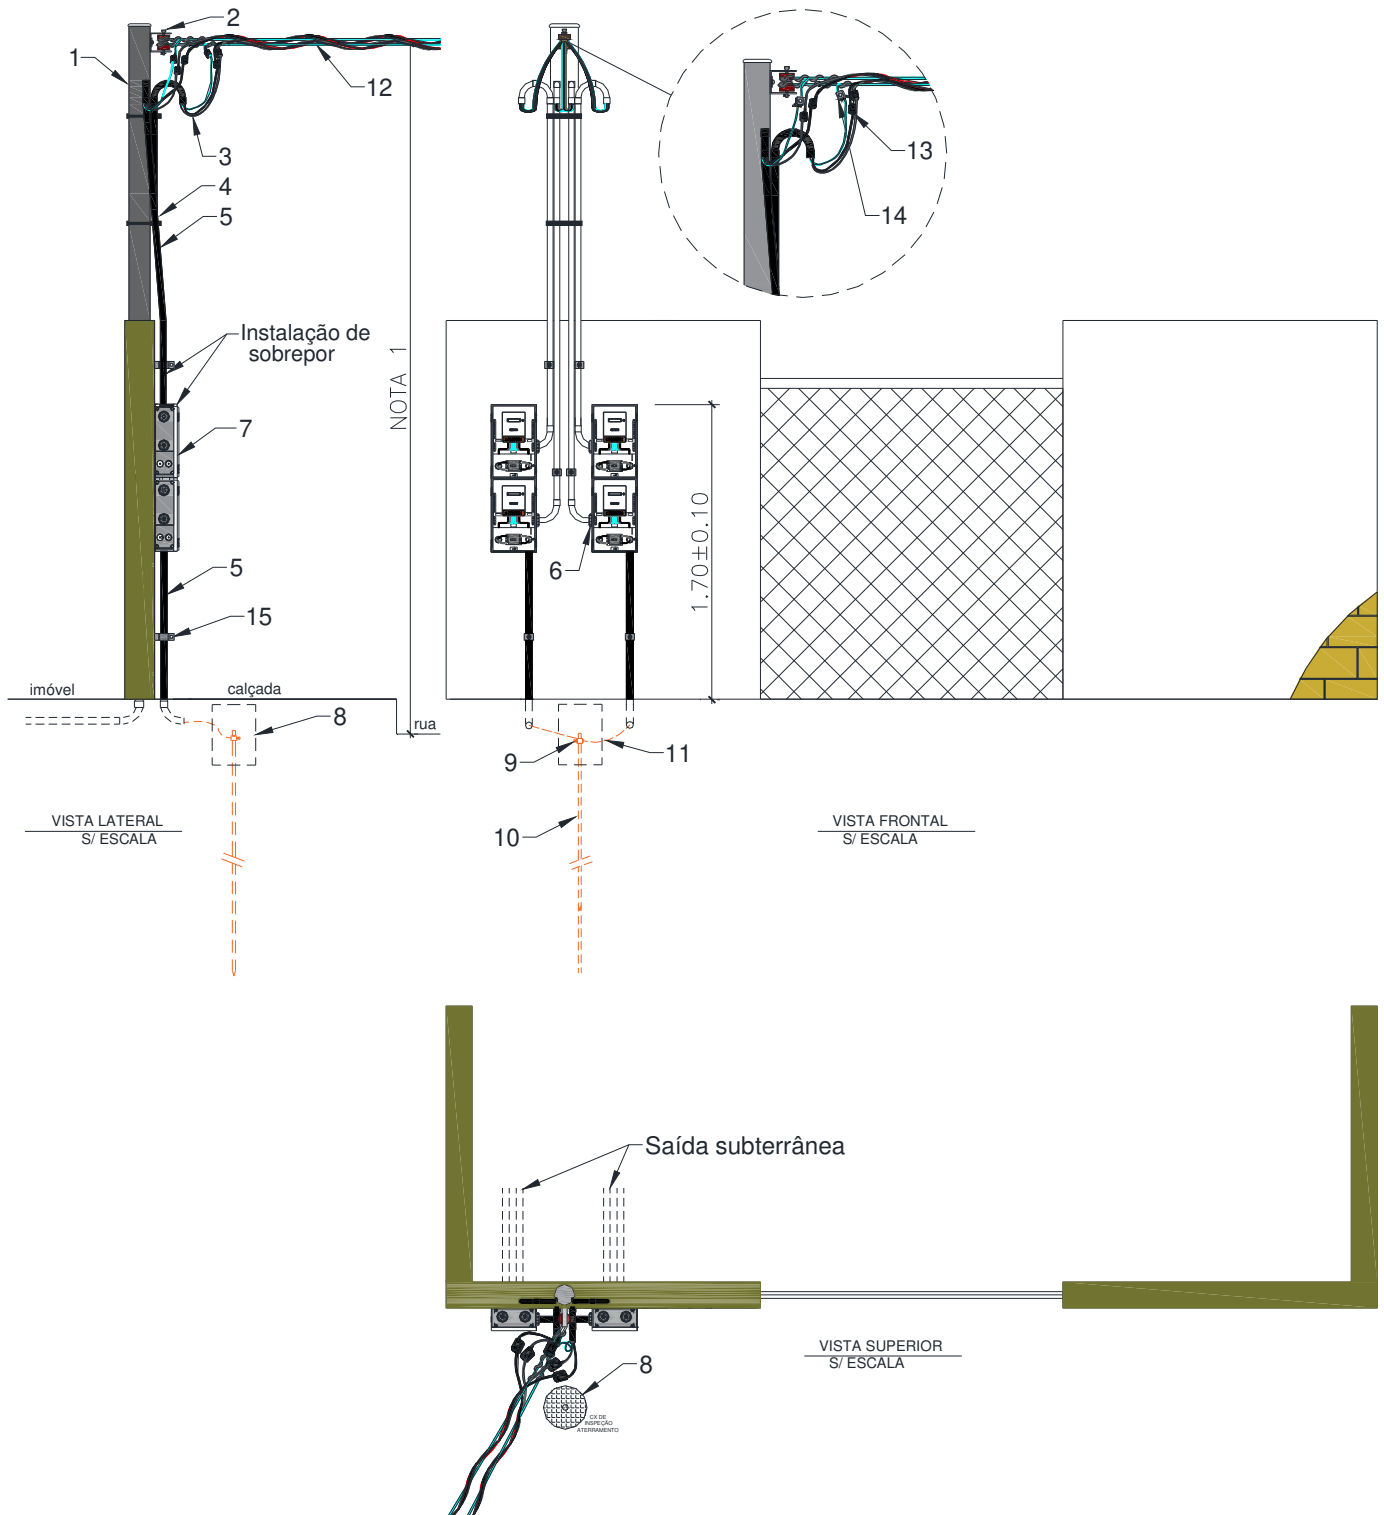 2
1
12
3
4
5
13
14
Instalação de
sobrepor
NOTA 1
7
1.70±0.10
6
5
15
imóvel
calçada
8
rua
9
11
10
VISTA LATERAL
S/ ESCALA
VISTA FRONTAL
S/ ESCALA
Saída subterrânea
VISTA SUPERIOR
S/ ESCALA
8
CX DE
INSPEÇÃO
ATERRAMENTO